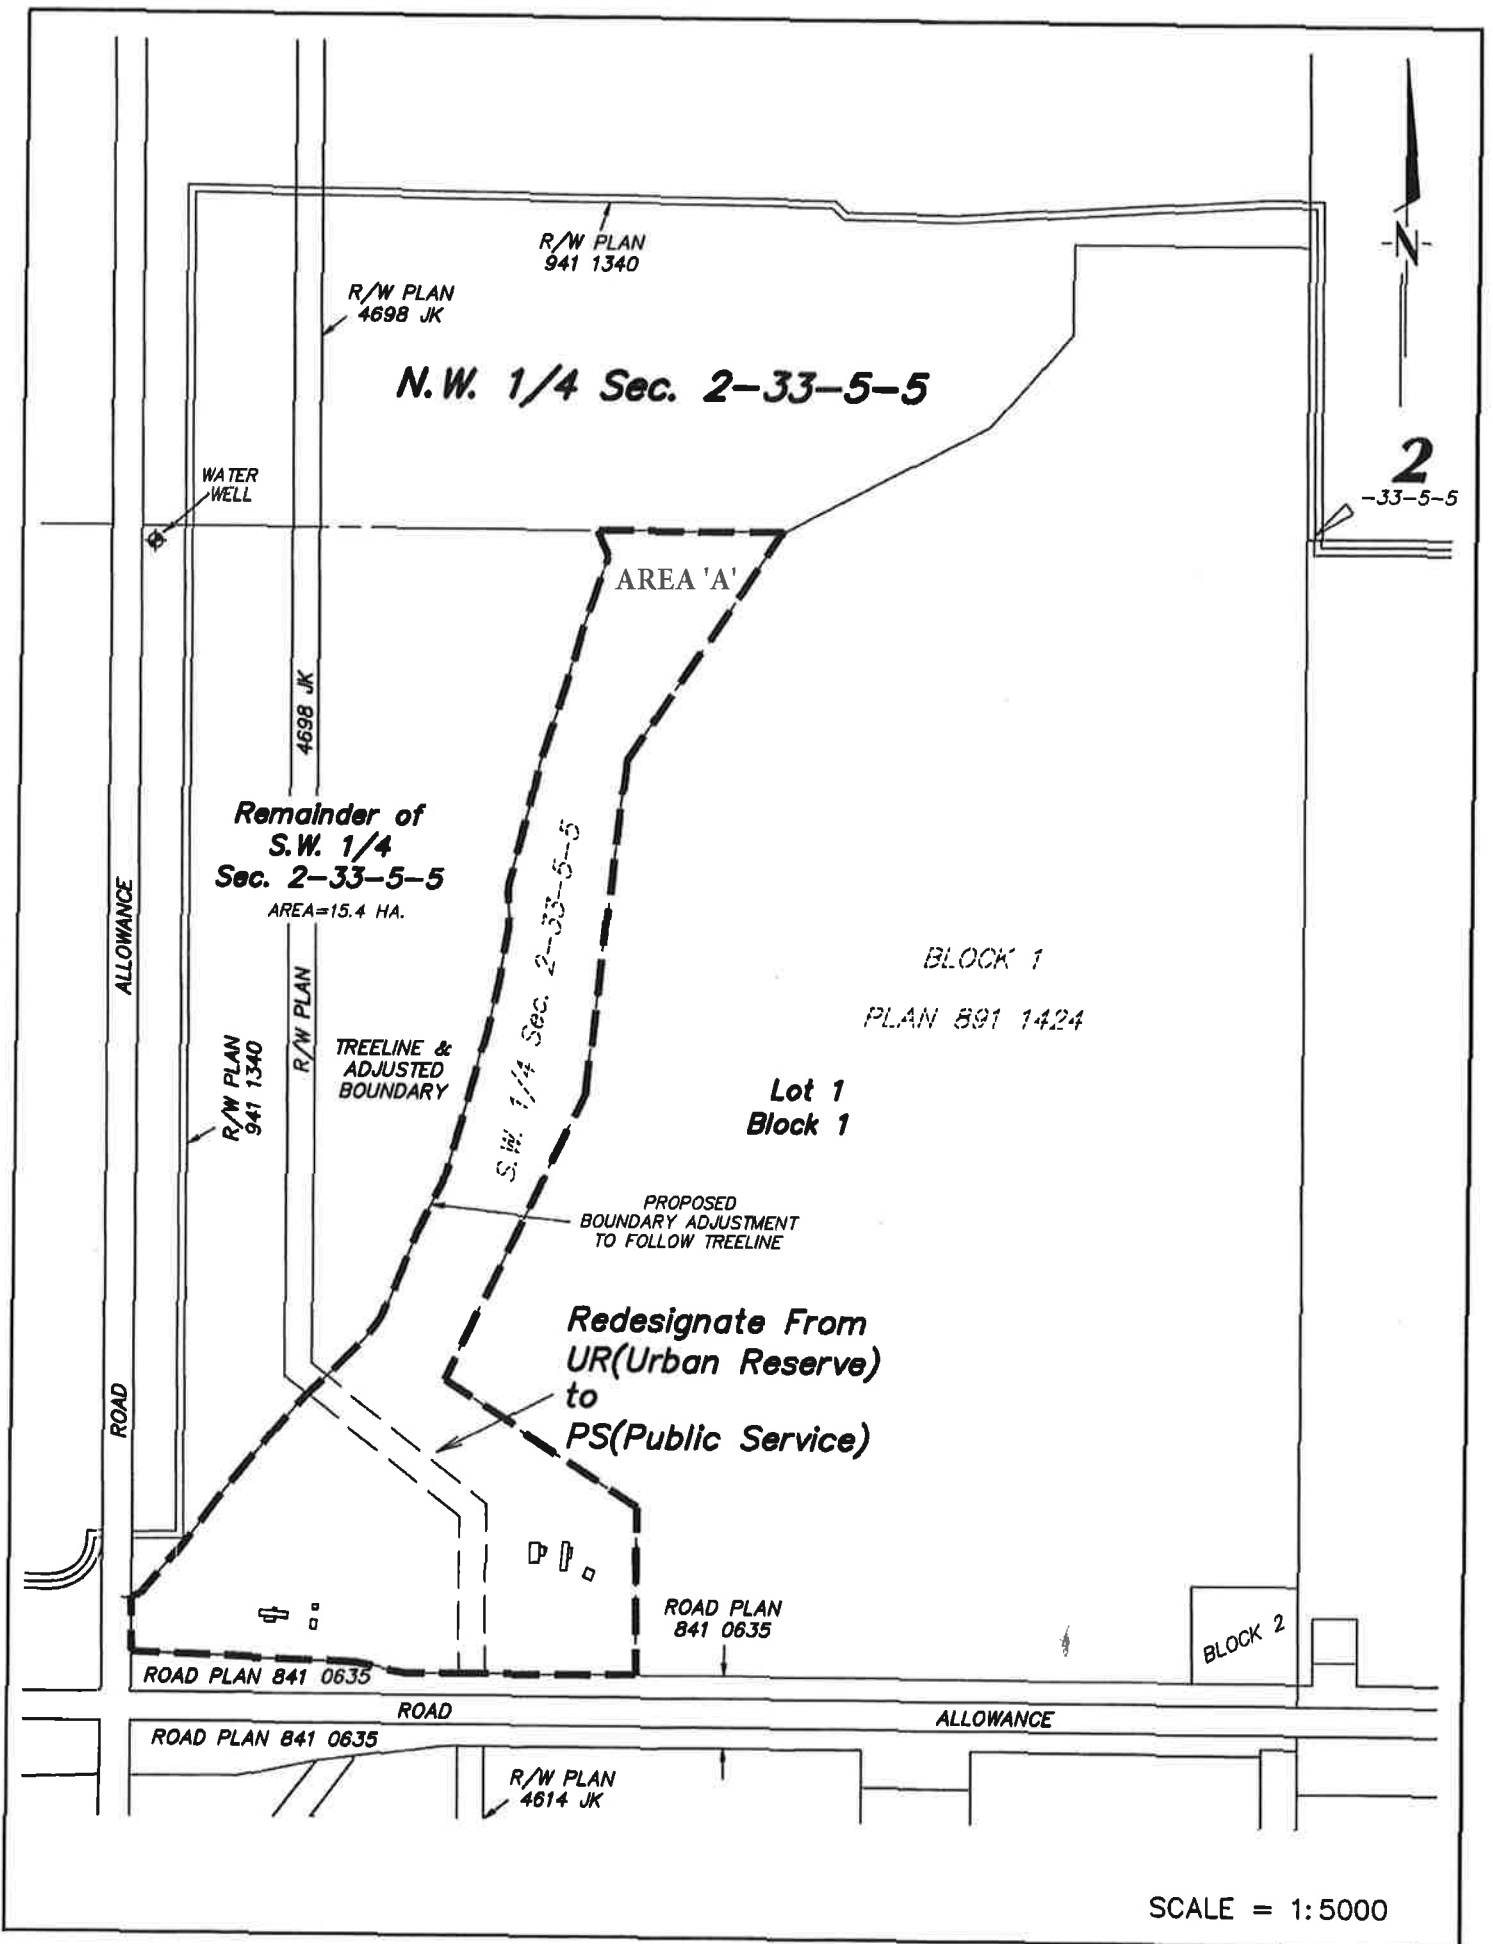 R/W PLAN
941 1340
R/W PLAN
4698 JK
-N-
N.W. 1/4 Sec. 2-33-5-5
2
-33-5-5
WATER
WELL
AREA 'A'
4698 JK
R/W PLAN
Remainder of
S.W. 1/4
Sec. 2-33-5-5
AREA=15.4 HA.
S.W. 1/4 Sec. 2-33-5-5
ALLOWANCE
ROAD
BLOCK 1
PLAN 891 1424
R/W PLAN
941 1340
TREELINE &
ADJUSTED
BOUNDARY
Lot 1
Block 1
PROPOSED
BOUNDARY ADJUSTMENT
TO FOLLOW TREELINE
Redesignate From
UR(Urban Reserve)
to
PS(Public Service)
ROAD PLAN
841 0635
BLOCK 2
ROAD PLAN 841 0635
ROAD
ALLOWANCE
ROAD PLAN 841 0635
R/W PLAN
4614 JK
SCALE = 1:5000